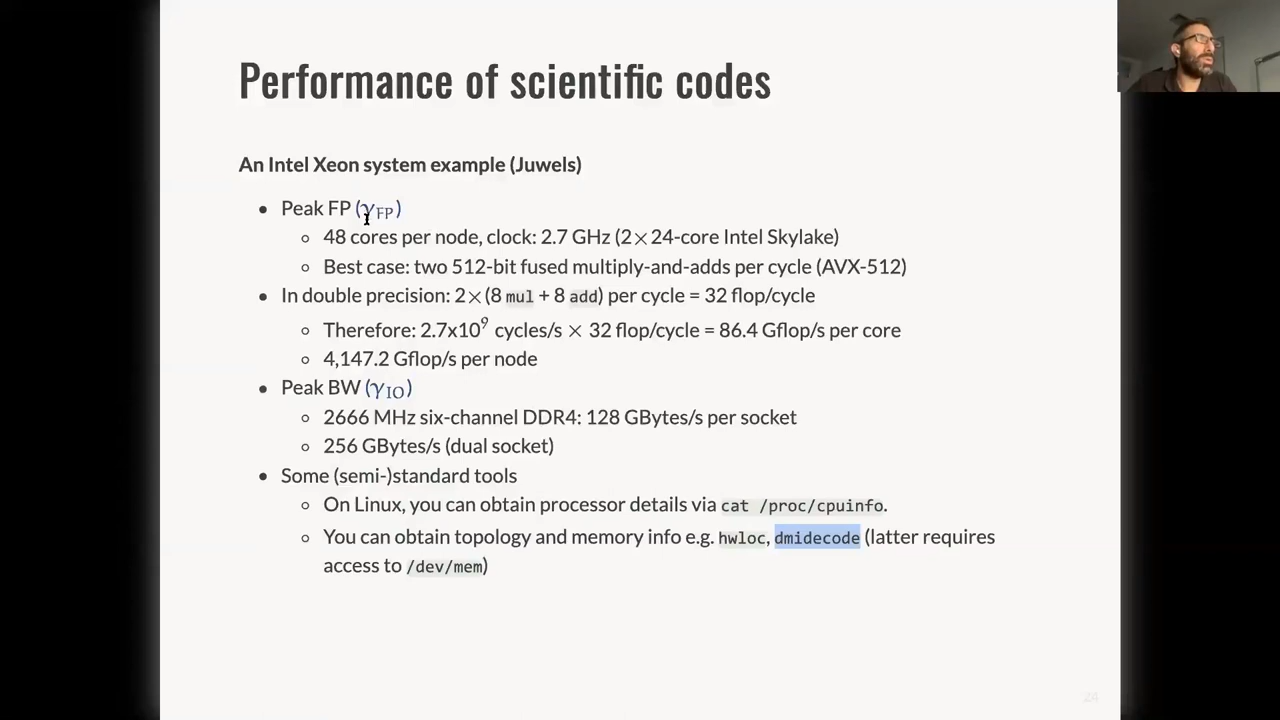 Performance of scientific codes
An Intel Xeon system example (Juwels)
• Peak FP (γFP)
◦ 48 cores per node, clock: 2.7 GHz (2×24-core Intel Skylake)
◦ Best case: two 512-bit fused multiply-and-adds per cycle (AVX-512)
• In double precision: 2×(8 mul + 8 add) per cycle = 32 flop/cycle
◦ Therefore: 2.7x10⁹ cycles/s × 32 flop/cycle = 86.4 Gflop/s per core
◦ 4,147.2 Gflop/s per node
• Peak BW (γIO)
◦ 2666 MHz six-channel DDR4: 128 GBytes/s per socket
◦ 256 GBytes/s (dual socket)
• Some (semi-)standard tools
◦ On Linux, you can obtain processor details via cat /proc/cpuinfo.
◦ You can obtain topology and memory info e.g. hwloc, dmidecode (latter requires
access to /dev/mem)
24